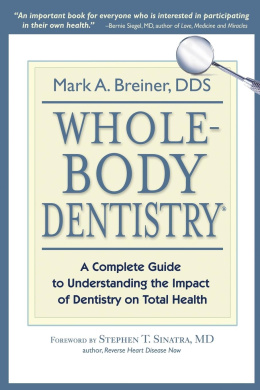 “An important book for everyone who is interested in participating
in their own health.” –Bernie Siegel, MD, author of Love, Medicine and Miracles
Mark A. Breiner, DDS
WHOLE-
BODY
DENTISTRY®
A Complete Guide
to Understanding the Impact
of Dentistry on Total Health
Foreword by Stephen T. Sinatra, MD
author, Reverse Heart Disease Now